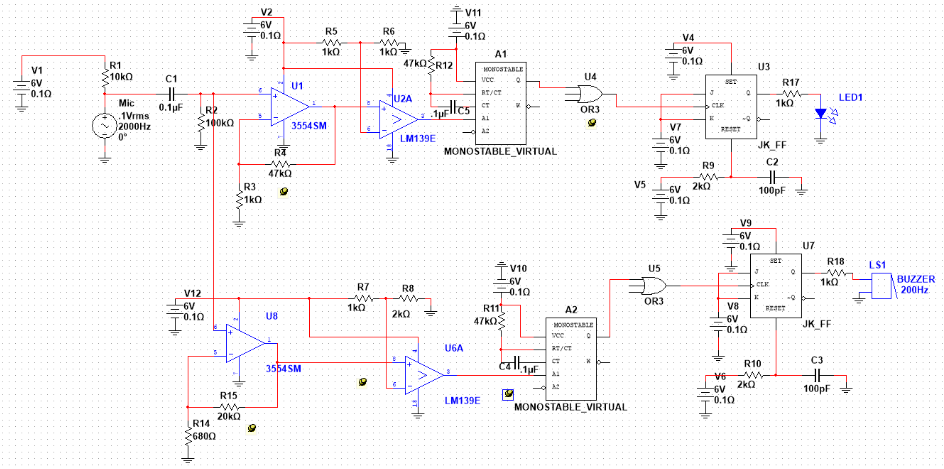 V1
6V
0.1Ω
R1
10kΩ
Mic
.1Vrms
2000Hz
0°
C1
0.1µF
R2
100kΩ
V2
6V
0.1Ω
U1
3554SM
R3
1kΩ
R4
47kΩ
R5
1kΩ
R6
1kΩ
U2A
LM139E
V11
6V
0.1Ω
47kΩ
R12
.1µF
C5
A1
MONOSTABLE
VCC
Q
RT/CT
CT
W
A1
A2
MONOSTABLE_VIRTUAL
U4
OR3
V4
6V
0.1Ω
U3
SET
J
Q
CLK
K
~Q
RESET
JK_FF
V7
6V
0.1Ω
R17
1kΩ
LED1
V5
6V
0.1Ω
R9
2kΩ
C2
100pF
V12
6V
0.1Ω
U8
3554SM
R14
680Ω
R15
20kΩ
R7
1kΩ
R8
2kΩ
U6A
LM139E
V10
6V
0.1Ω
R11
47kΩ
C4
.1µF
A2
MONOSTABLE
VCC
Q
RT/CT
CT
W
A1
A2
MONOSTABLE_VIRTUAL
U5
OR3
V9
6V
0.1Ω
U7
SET
J
Q
CLK
K
~Q
RESET
JK_FF
V8
6V
0.1Ω
R18
1kΩ
LS1
BUZZER
200Hz
V6
6V
0.1Ω
R10
2kΩ
C3
100pF